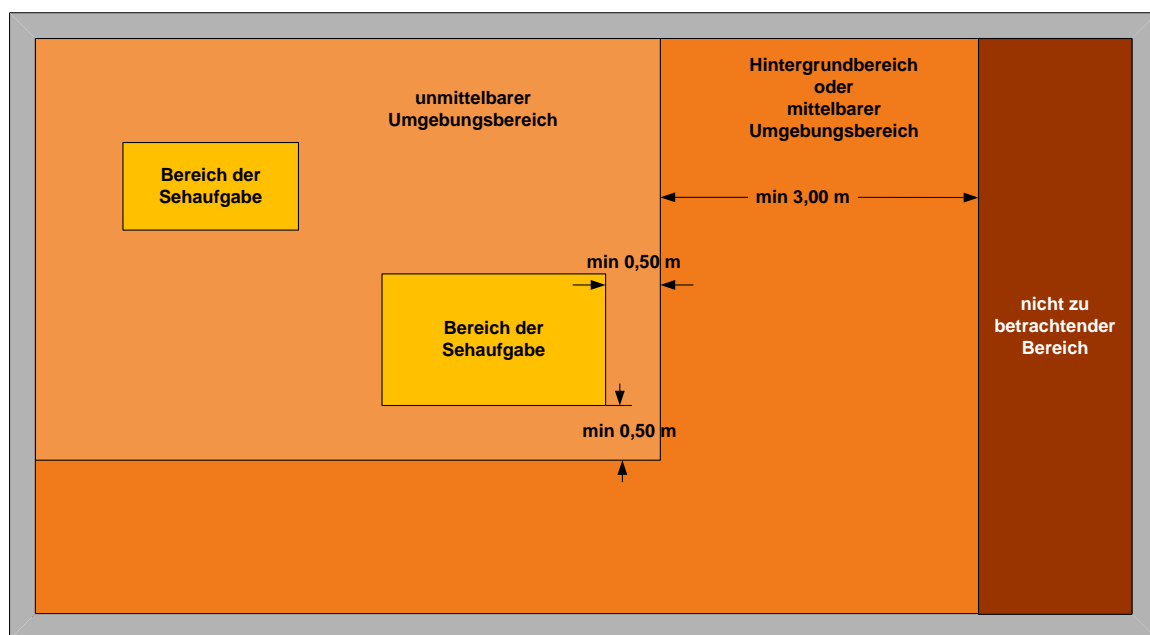 unmittelbarer
Umgebungsbereich
Hintergrundbereich
oder
mittelbarer
Umgebungsbereich
Bereich der
Sehaufgabe
min 3,00 m
min 0,50 m
Bereich der
Sehaufgabe
nicht zu
betrachtender
Bereich
min 0,50 m